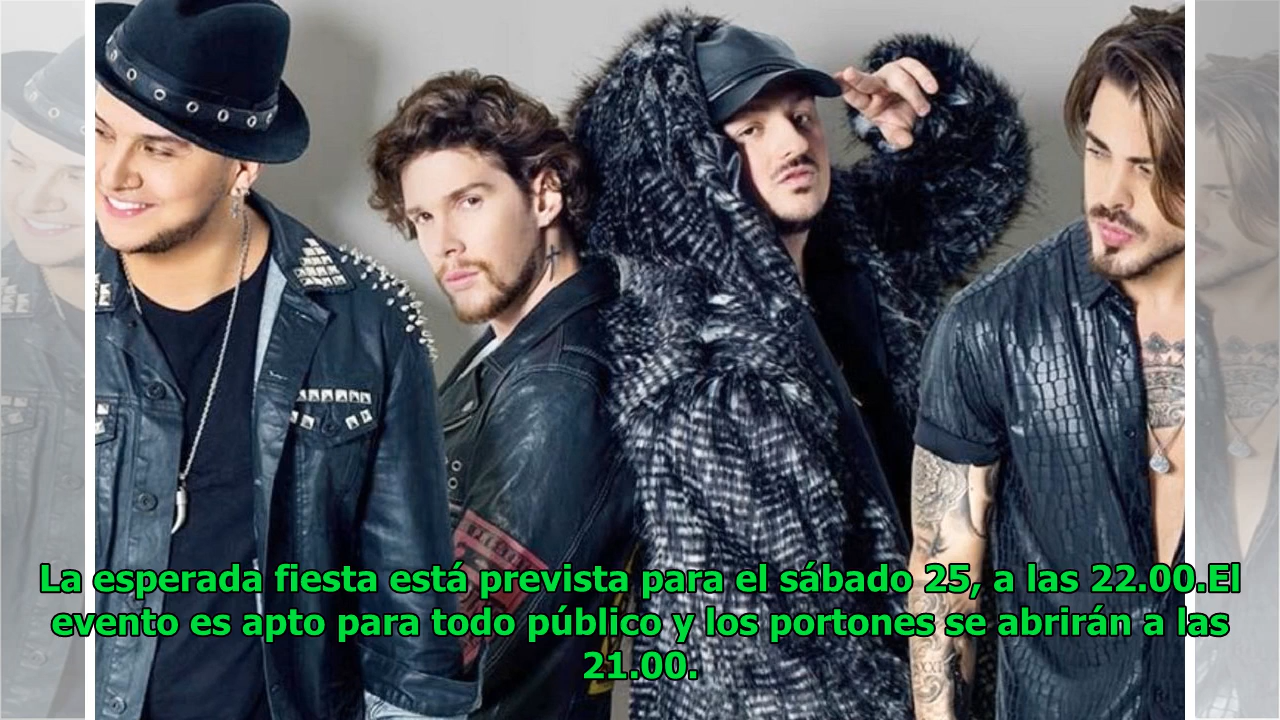 La esperada fiesta está prevista para el sábado 25, a las 22.00.El
evento es apto para todo público y los portones se abrirán a las
21.00.